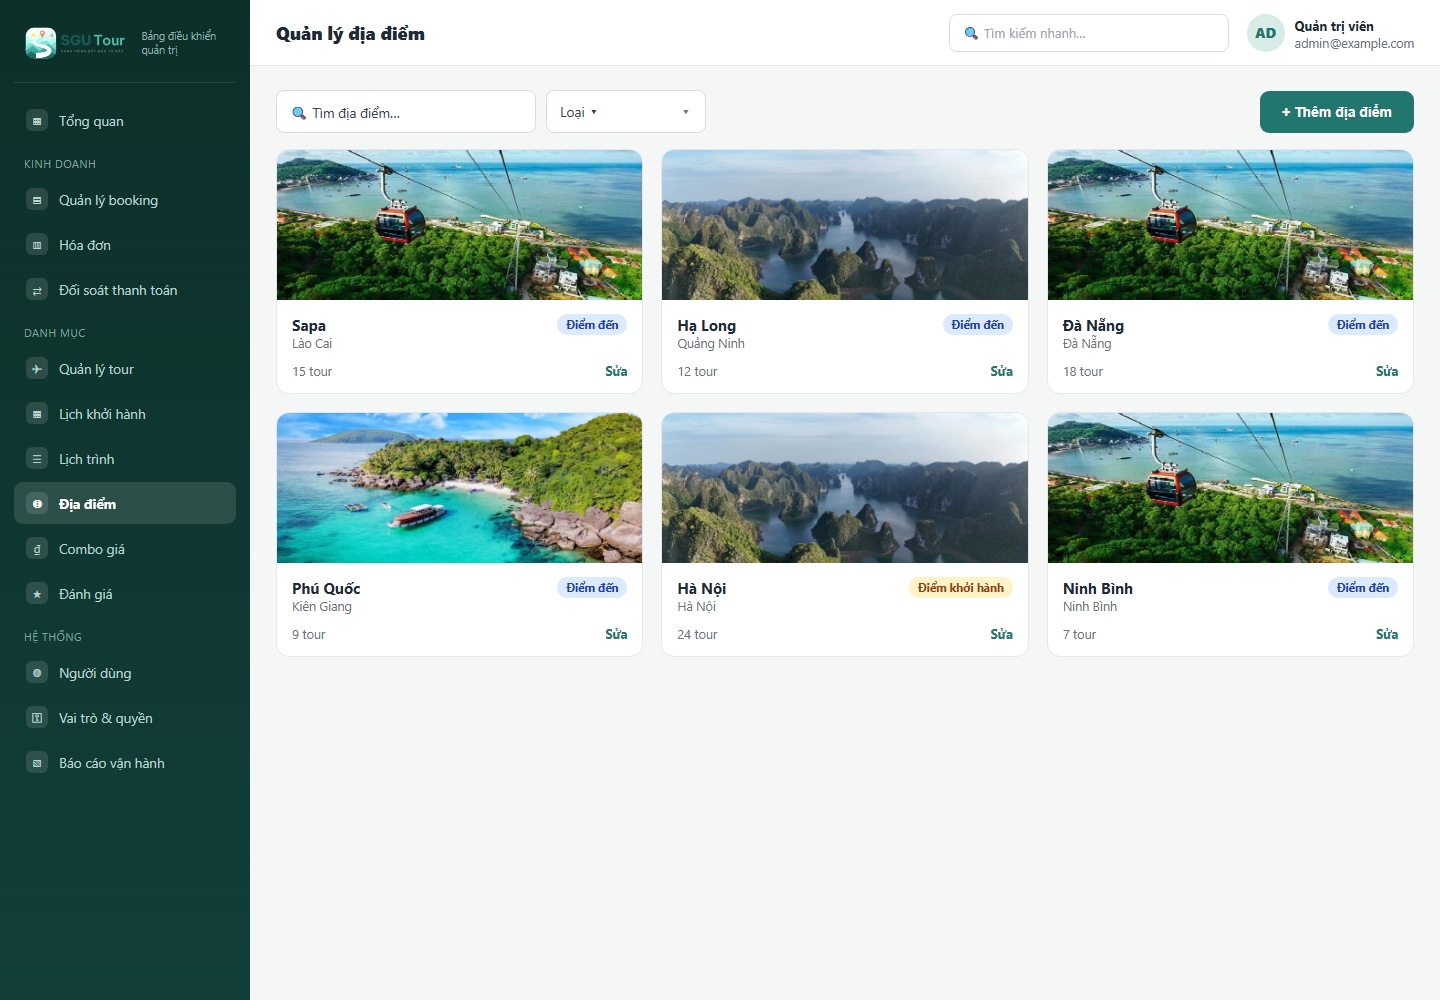 SGU Tour
Bảng điều khiển
quản trị
Tổng quan
KINH DOANH
Quản lý booking
Hóa đơn
Đối soát thanh toán
DANH MỤC
Quản lý tour
Lịch khởi hành
Lịch trình
Địa điểm
Combo giá
Đánh giá
HỆ THỐNG
Người dùng
Vai trò & quyền
Báo cáo vận hành
Quản lý địa điểm
Tìm kiếm nhanh...
AD
Quản trị viên
admin@example.com
Tìm địa điểm...
Loại
+ Thêm địa điểm
Sapa Điểm đến
Lào Cai
15 tour Sửa
Hạ Long Điểm đến
Quảng Ninh
12 tour Sửa
Đà Nẵng Điểm đến
Đà Nẵng
18 tour Sửa
Phú Quốc Điểm đến
Kiên Giang
9 tour Sửa
Hà Nội Điểm khởi hành
Hà Nội
24 tour Sửa
Ninh Bình Điểm đến
Ninh Bình
7 tour Sửa